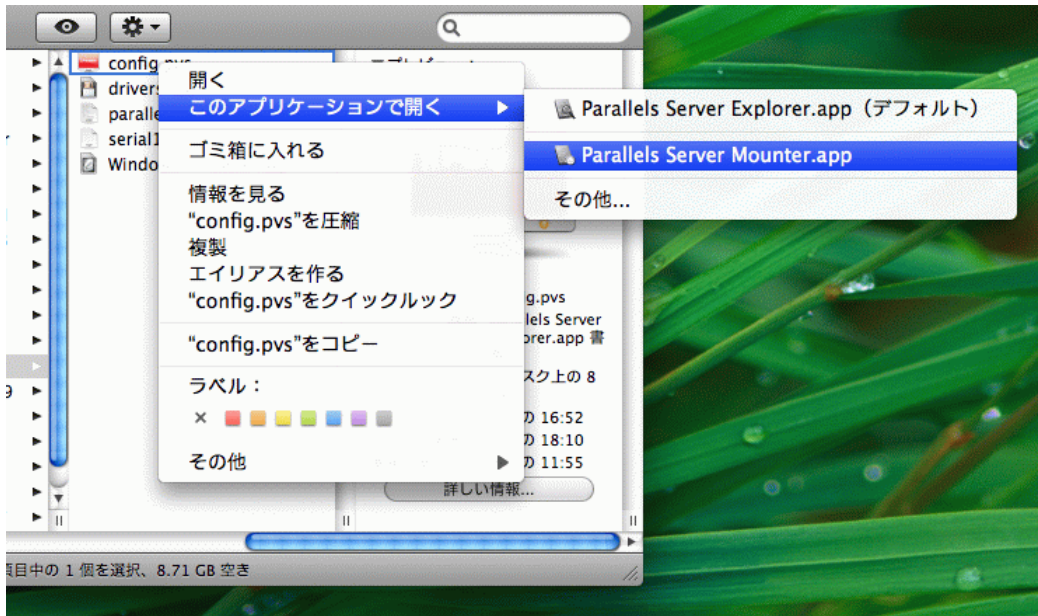 config.pvs
driver
paralle
serial1
Windo
開く
このアプリケーションで開く
ゴミ箱に入れる
情報を見る
“config.pvs”を圧縮
複製
エイリアスを作る
“config.pvs”をクイックルック
“config.pvs”をコピー
ラベル：
その他
Parallels Server Explorer.app（デフォルト）
Parallels Server Mounter.app
その他...
g.pvs
lels Server
orer.app 書
スク上の 8
の 16:52
の 18:10
の 11:55
詳しい情報...
項目中の 1 個を選択、8.71 GB 空き